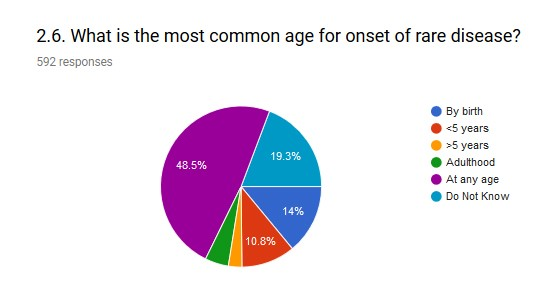 2.6. What is the most common age for onset of rare disease?
592 responses
By birth
<5 years
>5 years
Adulthood
At any age
Do Not Know
48.5%
19.3%
14%
10.8%